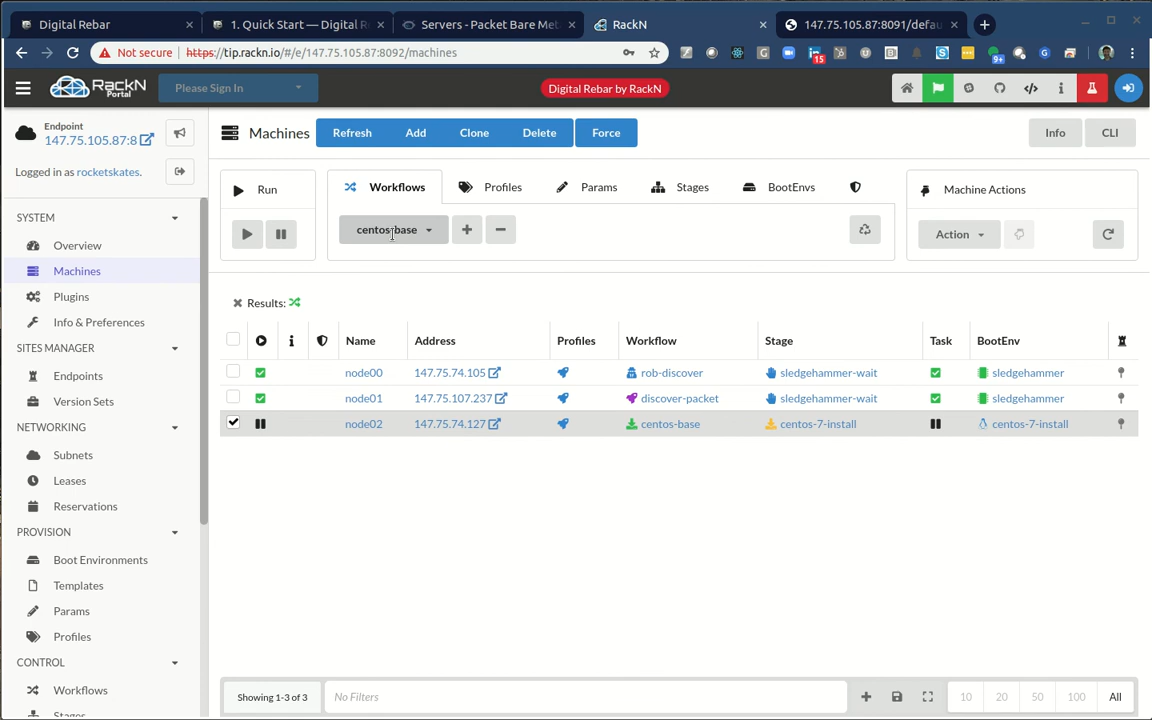 Digital Rebar
1. Quick Start — Digital R
Servers - Packet Bare Met
RackN
147.75.105.87:8091/defau
Not secure
https://tip.rackn.io/#/e/147.75.105.87:8092/machines
15
9+
RackN
Portal
Please Sign In
Digital Rebar by RackN
Endpoint
147.75.105.87:8
Logged in as rocketskates.
Machines
Refresh
Add
Clone
Delete
Force
Info
CLI
Run
Workflows
Profiles
Params
Stages
BootEnvs
Machine Actions
centos-base
Action
SYSTEM
Overview
Machines
Plugins
Info & Preferences
SITES MANAGER
Endpoints
Version Sets
NETWORKING
Subnets
Leases
Reservations
PROVISION
Boot Environments
Templates
Params
Profiles
CONTROL
Workflows
Stages
Results:
Name Address Profiles Workflow Stage Task BootEnv
node00 147.75.74.105 rob-discover sledgehammer-wait sledgehammer
node01 147.75.107.237 discover-packet sledgehammer-wait sledgehammer
node02 147.75.74.127 centos-base centos-7-install centos-7-install
Showing 1-3 of 3
No Filters
10 20 50 100 All